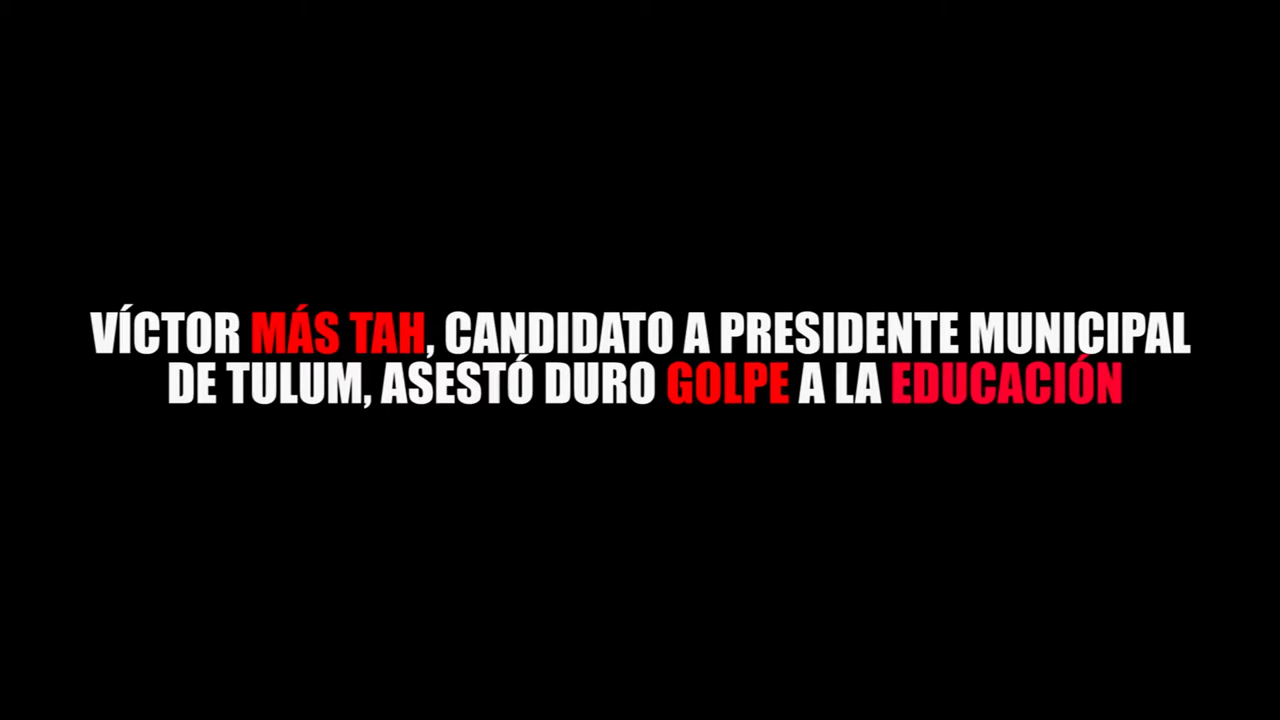 VÍCTOR MÁS TAH, CANDIDATO A PRESIDENTE MUNICIPAL
DE TULUM, ASESTÓ DURO GOLPE A LA EDUCACIÓN